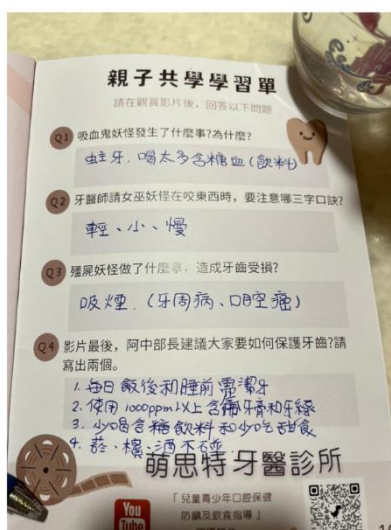 親子共學學習單
請在觀賞影片後，回答以下問題
Q1 吸血鬼妖怪發生了什麼事?為什麼?
蛀牙.喝太多含糖血(飲料)
Q2 牙醫師請女巫妖怪在咬東西時，要注意哪三字口訣?
輕、小、慢
Q3 殭屍妖怪做了什麼事，造成牙齒受損?
吸煙.(牙周病、口腔癌)
Q4 影片最後，阿中部長建議大家要如何保護牙齒?請
寫出兩個。
1. 每日飯後和睡前需潔牙
2. 使用1000ppm以上含氟牙膏和牙線
3. 少喝含糖飲料和少吃甜食
4. 菸、檳、酒不碰
萌思特牙醫診所
You
Tube
「兒童青少年口腔保健
防齲及飲食指導」